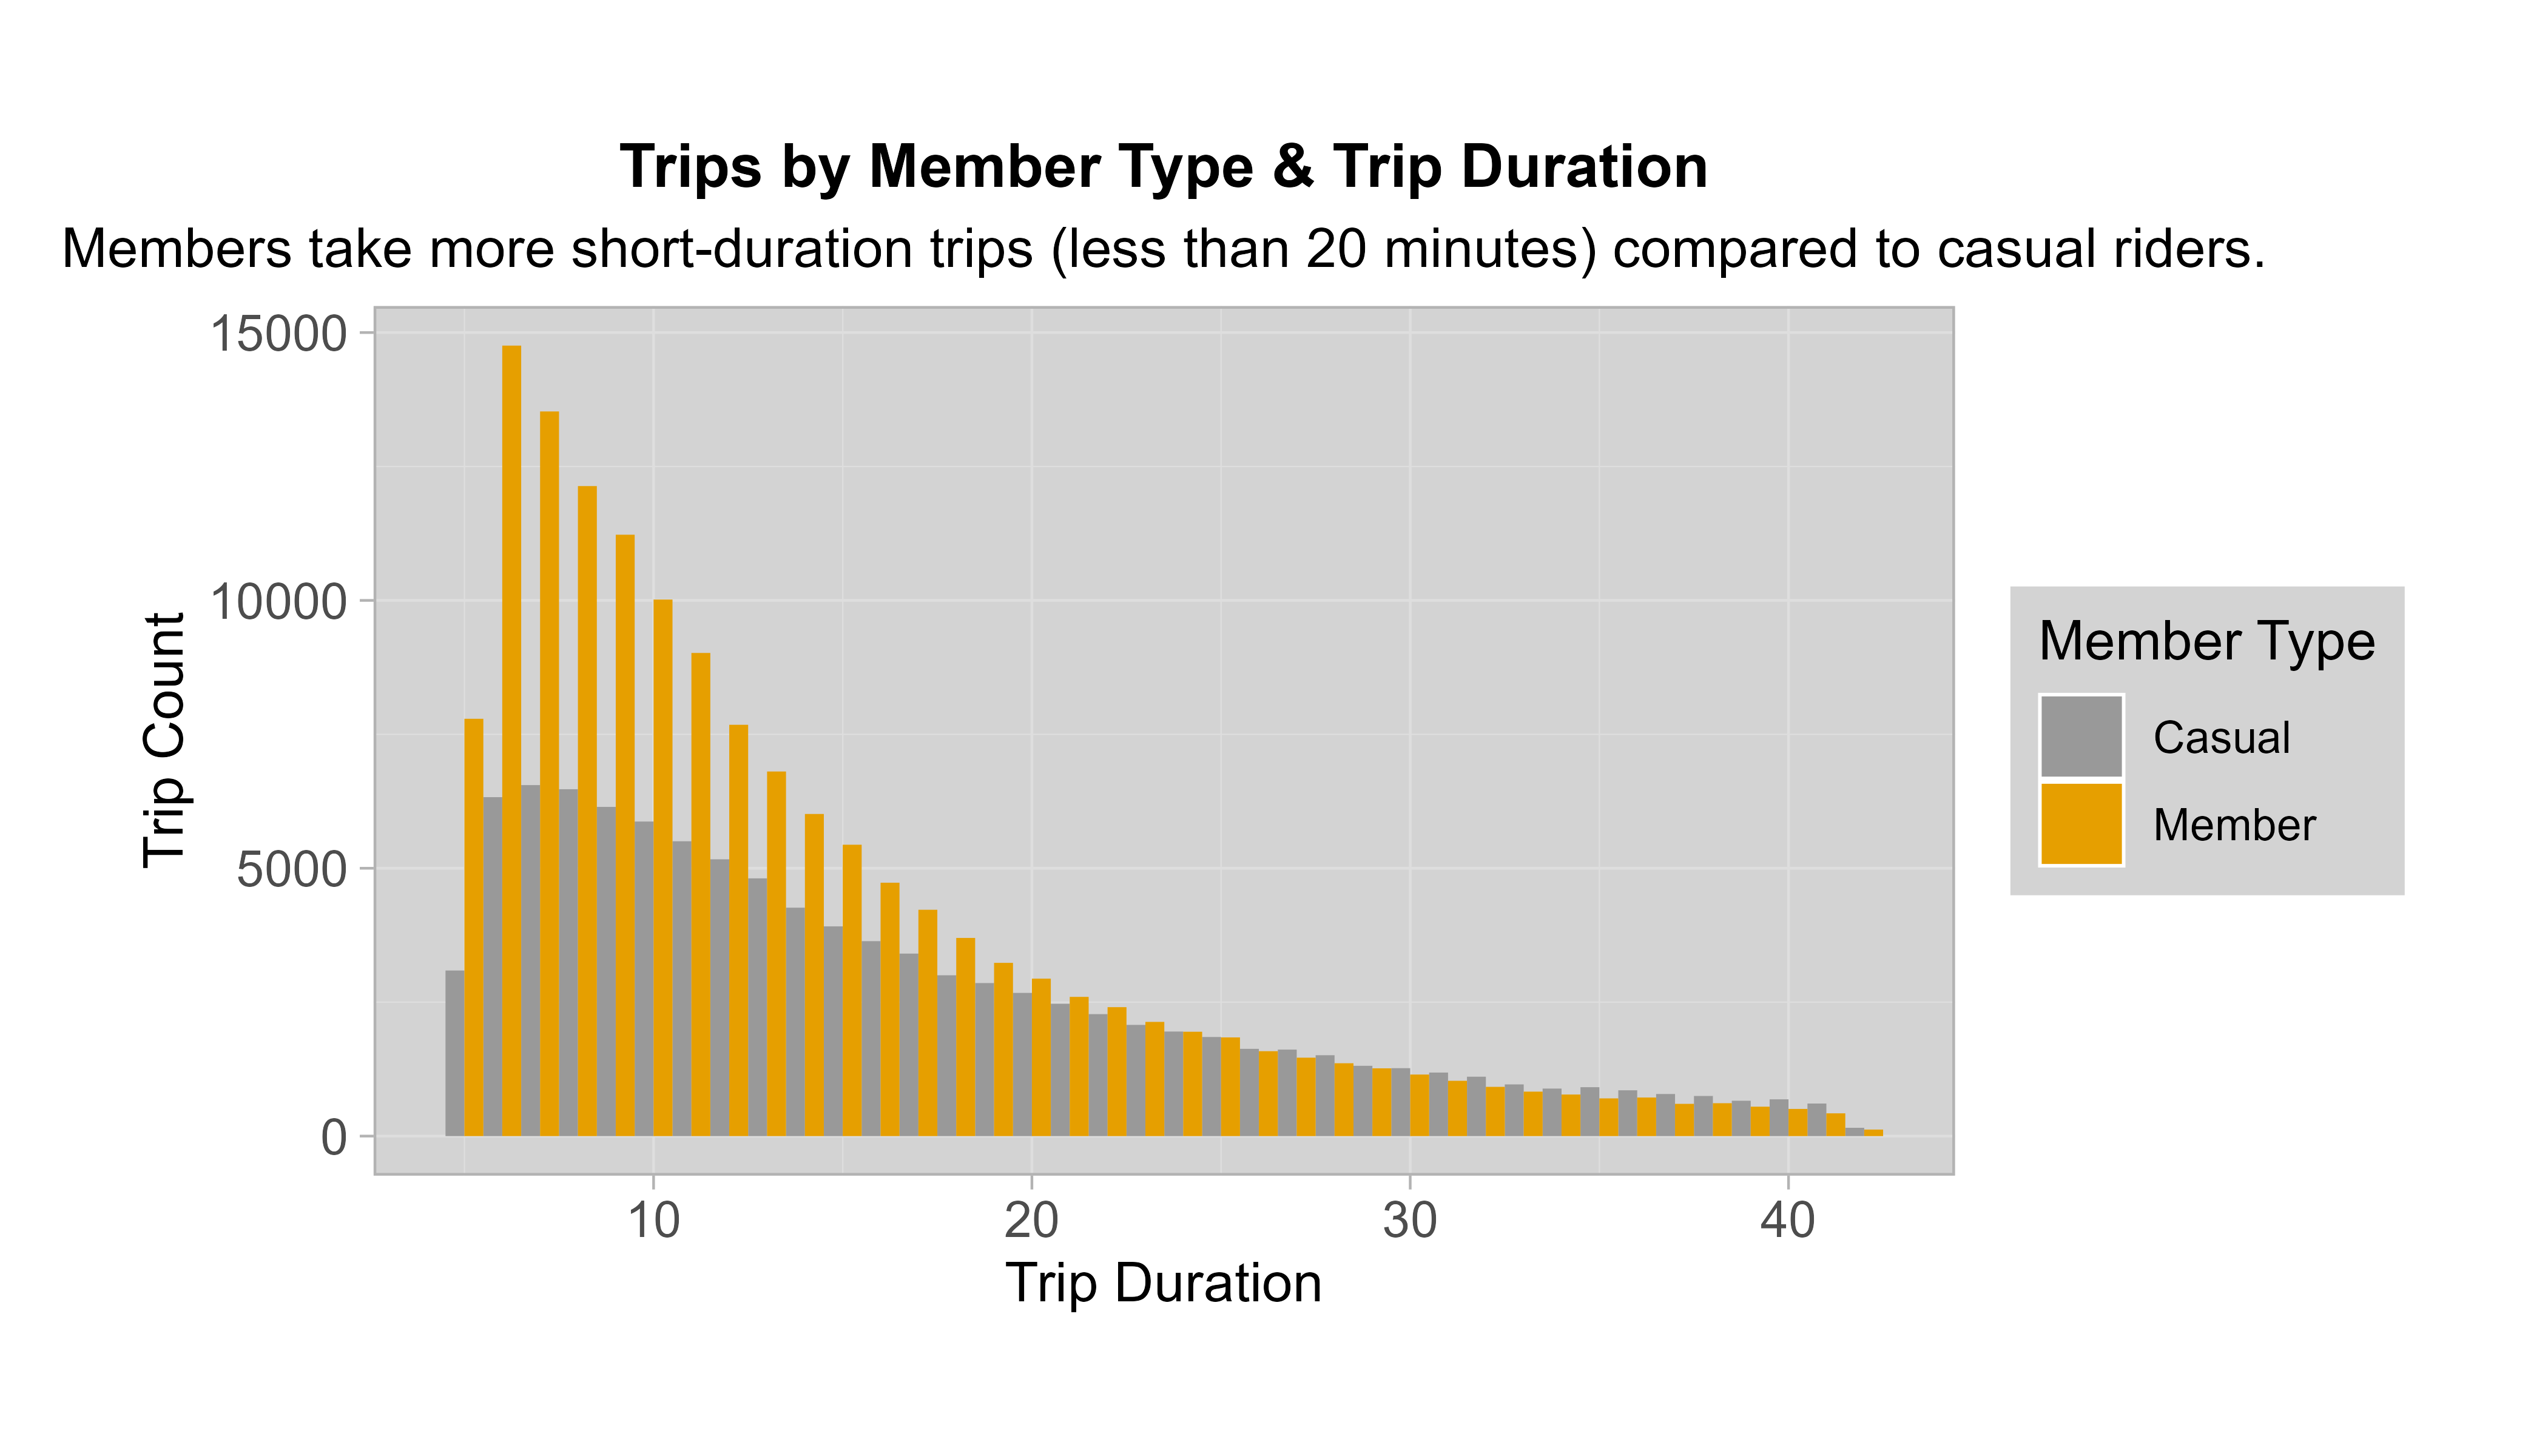 Trips by Member Type & Trip Duration
Members take more short-duration trips (less than 20 minutes) compared to casual riders.
15000
10000
5000
0
Trip Count
10
20
30
40
Trip Duration
Member Type
Casual
Member